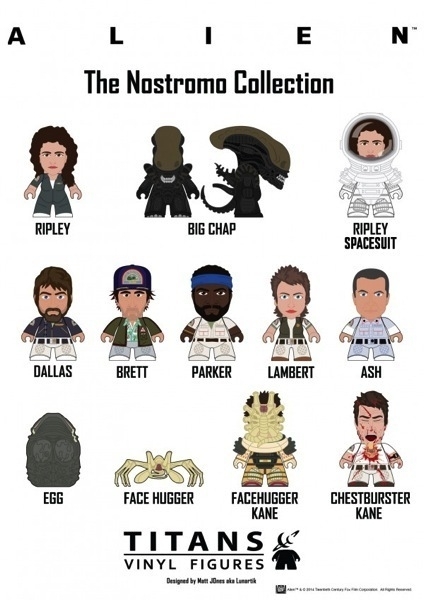 A L I E N™
The Nostromo Collection
RIPLEY
BIG CHAP
RIPLEY
SPACESUIT
DALLAS
BRETT
PARKER
LAMBERT
ASH
EGG
FACE HUGGER
FACEHUGGER
KANE
CHESTBURSTER
KANE
TITANS
VINYL FIGURES
Designed by Matt JOnes aka Lunartik
Alien™ & © 2014 Twentieth Century Fox Film Corporation. All Rights Reserved.